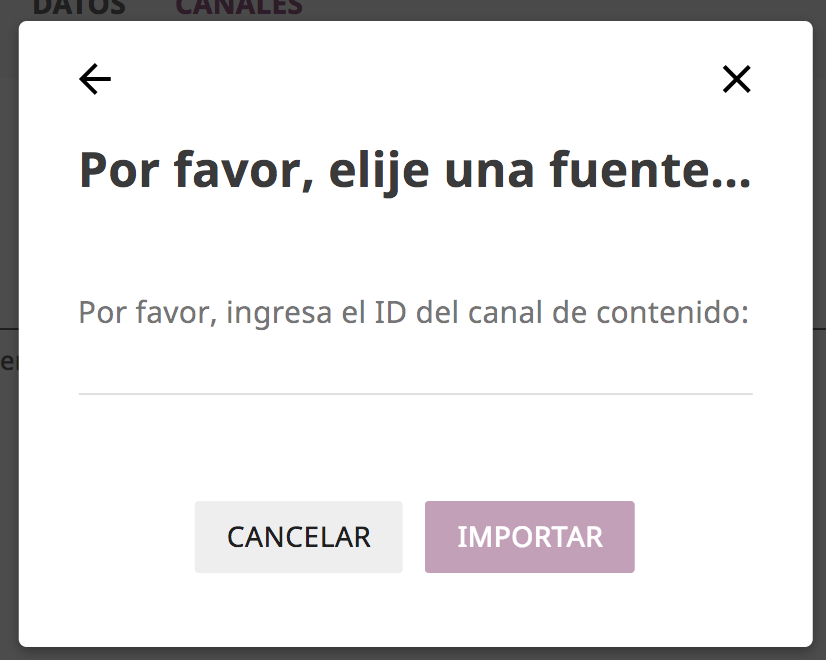 DATOS CANALES
Por favor, elije una fuente...
Por favor, ingresa el ID del canal de contenido:
CANCELAR IMPORTAR